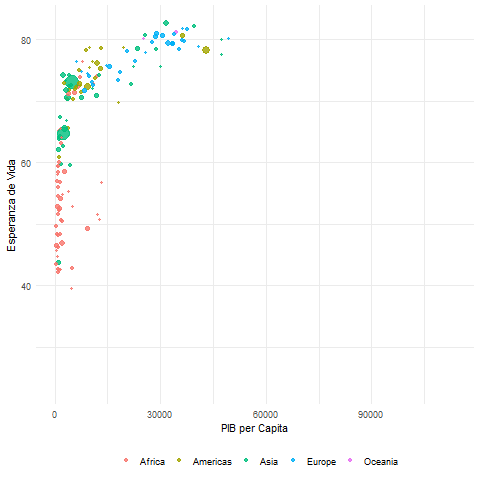 80
60
40
Esperanza de Vida
0
30000
60000
90000
PIB per Capita
Africa
Americas
Asia
Europe
Oceania